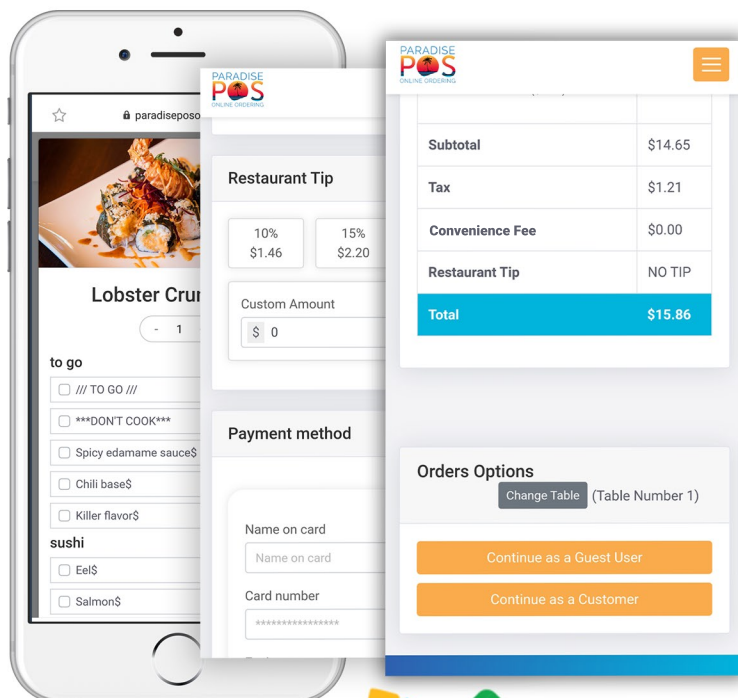 paradiseposo
Lobster Crun
- 1
to go
/// TO GO ///
***DON'T COOK***
Spicy edamame sauce$
Chili base$
Killer flavor$
sushi
Eel$
Salmon$
PARADISE
POS
ONLINE ORDERING
Restaurant Tip
10%
$1.46
15%
$2.20
Custom Amount
$ 0
Payment method
Name on card
Name on card
Card number
****************
PARADISE
POS
ONLINE ORDERING
Subtotal $14.65
Tax $1.21
Convenience Fee $0.00
Restaurant Tip NO TIP
Total $15.86
Orders Options
Change Table (Table Number 1)
Continue as a Guest User
Continue as a Customer